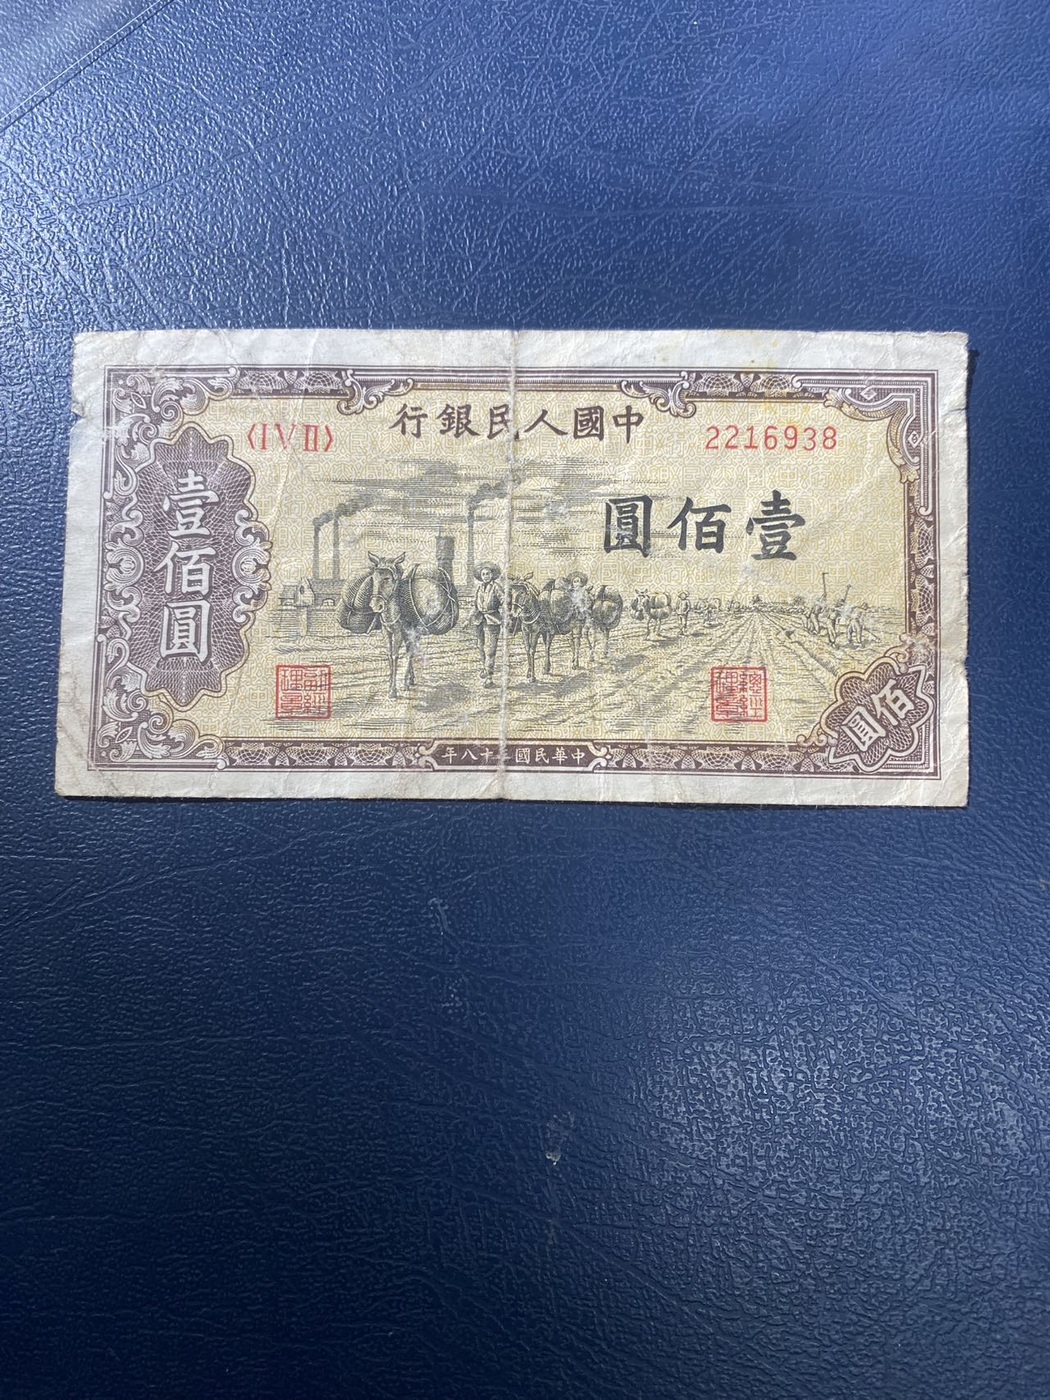 中國人民銀行
〈I V II〉
2216938
壹佰圓
壹佰圓
佰圓
中華民國三十八年